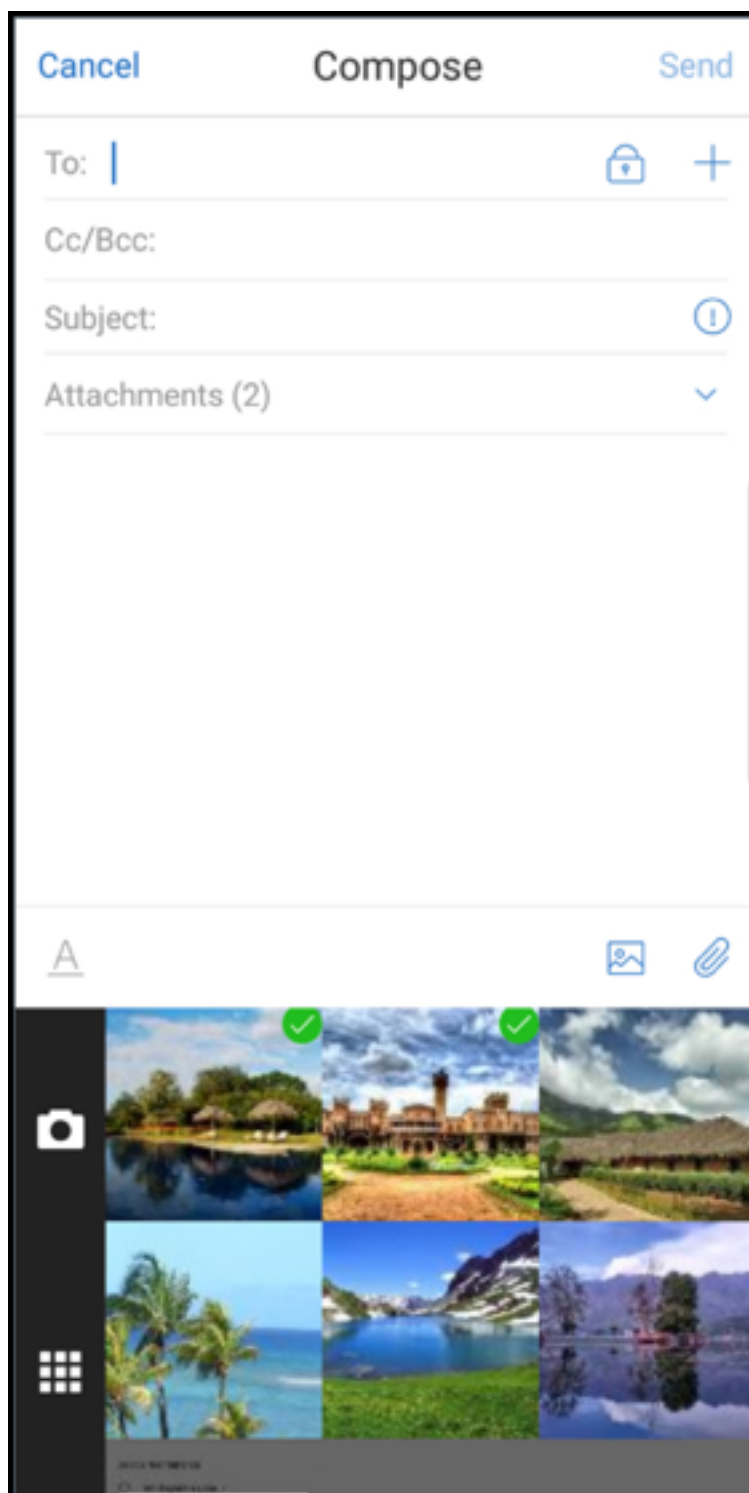 Cancel Compose Send
To:
Cc/Bcc:
Subject:
Attachments (2)
A